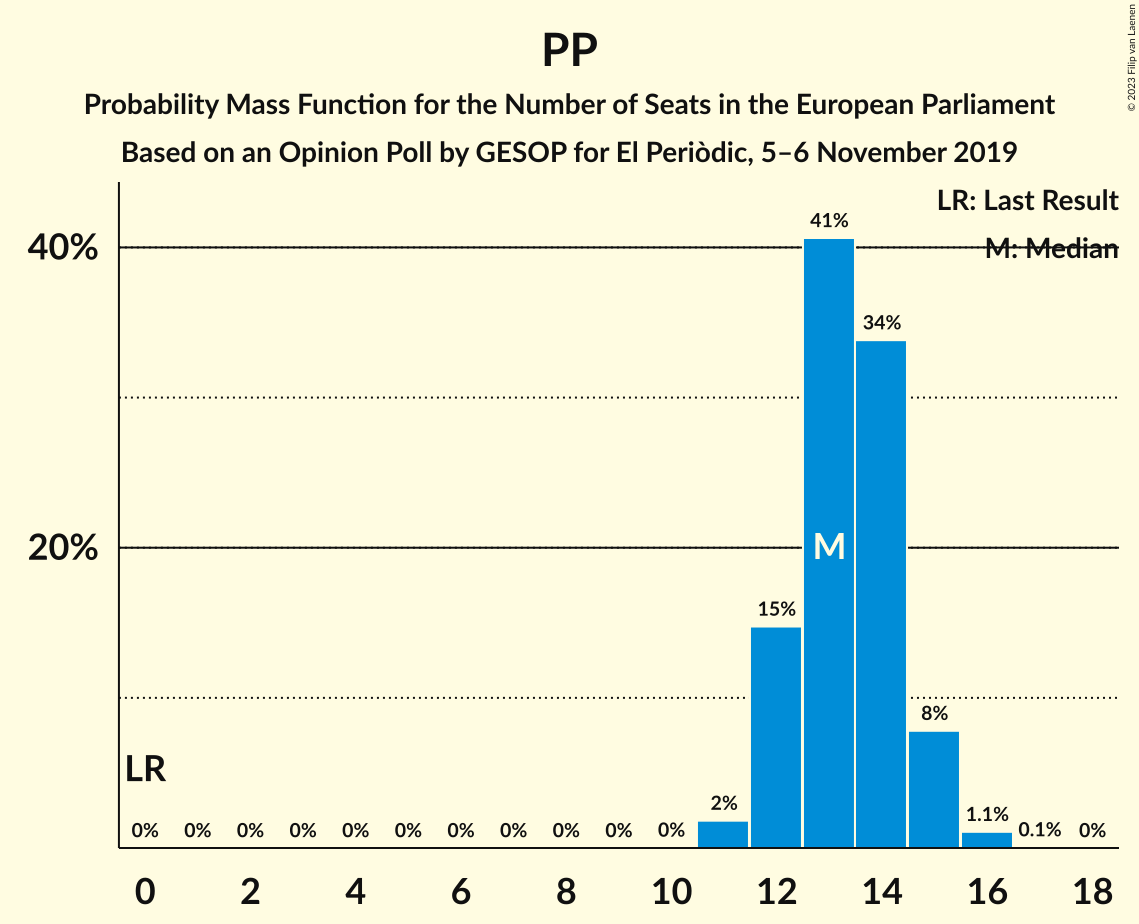 PP
Probability Mass Function for the Number of Seats in the European Parliament
Based on an Opinion Poll by GESOP for El Periòdic, 5–6 November 2019
© 2023 Filip van Laenen
LR: Last Result
M: Median
40%
20%
41%
34%
M
15%
8%
LR
0% 0% 0% 0% 0% 0% 0% 0% 0% 0% 0% 2% 1.1% 0.1% 0%
0 2 4 6 8 10 12 14 16 18